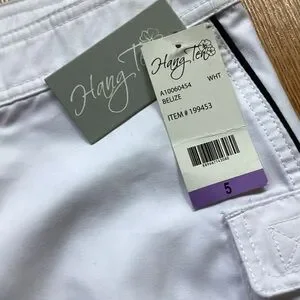 Hang Ten
Hang Ten
WHT
A10060454
BELIZE
ITEM # 199453
5